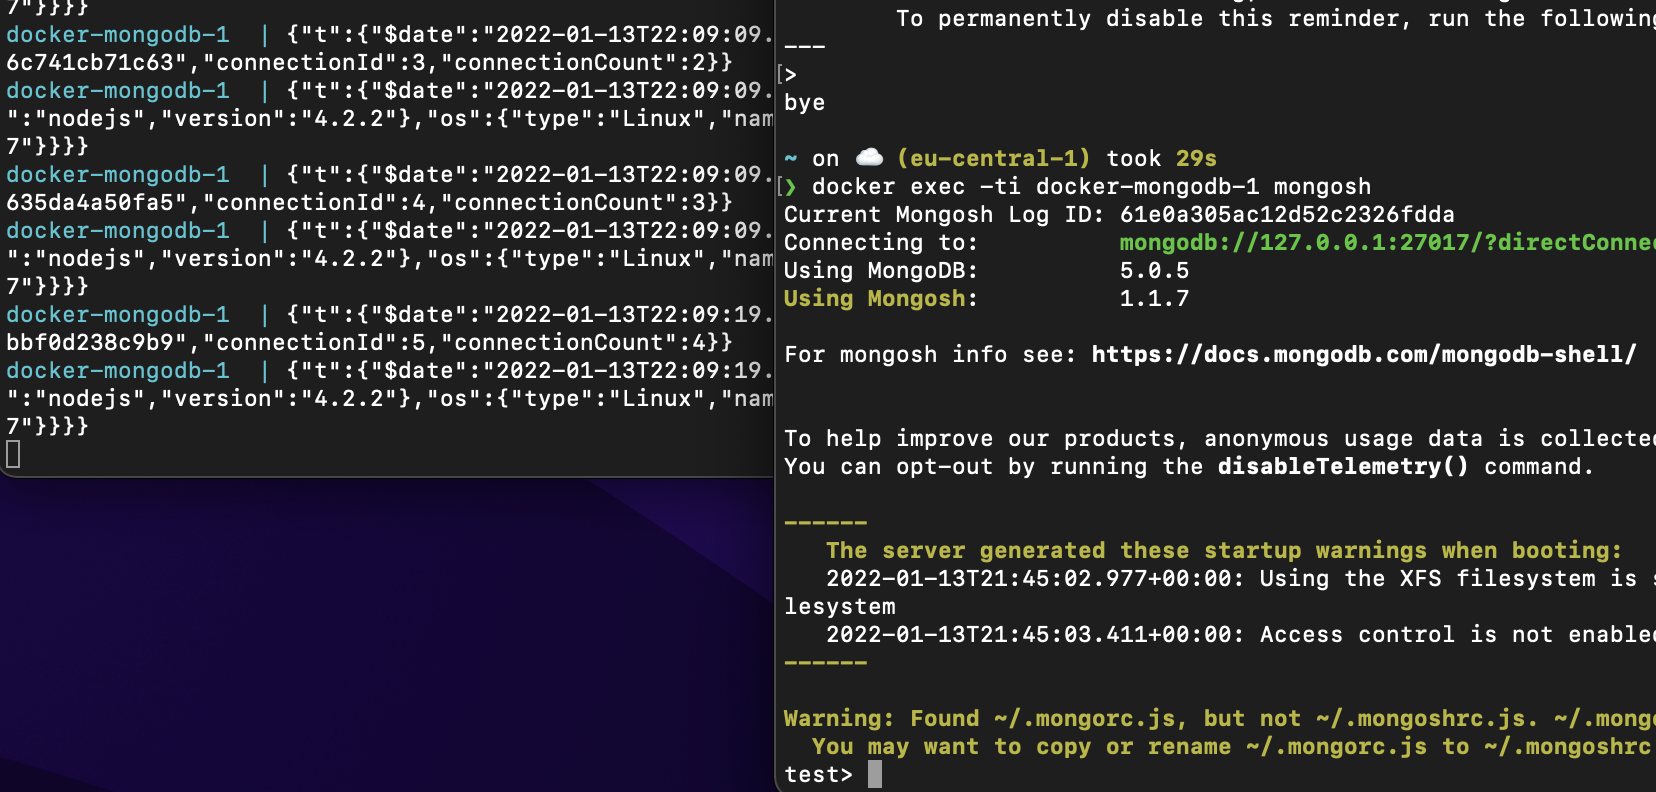 7"}}}}
docker-mongodb-1  | {"t":{"$date":"2022-01-13T22:09:09.
6c741cb71c63","connectionId":3,"connectionCount":2}}
docker-mongodb-1  | {"t":{"$date":"2022-01-13T22:09:09.
":"nodejs","version":"4.2.2"},"os":{"type":"Linux","nam
7"}}}}
docker-mongodb-1  | {"t":{"$date":"2022-01-13T22:09:09.
635da4a50fa5","connectionId":4,"connectionCount":3}}
docker-mongodb-1  | {"t":{"$date":"2022-01-13T22:09:09.
":"nodejs","version":"4.2.2"},"os":{"type":"Linux","nam
7"}}}}
docker-mongodb-1  | {"t":{"$date":"2022-01-13T22:09:19.
bbf0d238c9b9","connectionId":5,"connectionCount":4}}
docker-mongodb-1  | {"t":{"$date":"2022-01-13T22:09:19.
":"nodejs","version":"4.2.2"},"os":{"type":"Linux","nam
7"}}}}
To permanently disable this reminder, run the following
---
[>
bye
~ on ☁️ (eu-central-1) took 29s
[❯ docker exec -ti docker-mongodb-1 mongosh
Current Mongosh Log ID: 61e0a305ac12d52c2326fdda
Connecting to:          mongodb://127.0.0.1:27017/?directConnec
Using MongoDB:          5.0.5
Using Mongosh:          1.1.7
For mongosh info see: https://docs.mongodb.com/mongodb-shell/
To help improve our products, anonymous usage data is collected
You can opt-out by running the disableTelemetry() command.
------
   The server generated these startup warnings when booting:
   2022-01-13T21:45:02.977+00:00: Using the XFS filesystem is s
lesystem
   2022-01-13T21:45:03.411+00:00: Access control is not enabled
------
Warning: Found ~/.mongorc.js, but not ~/.mongoshrc.js. ~/.mongo
  You may want to copy or rename ~/.mongorc.js to ~/.mongoshrc
test>